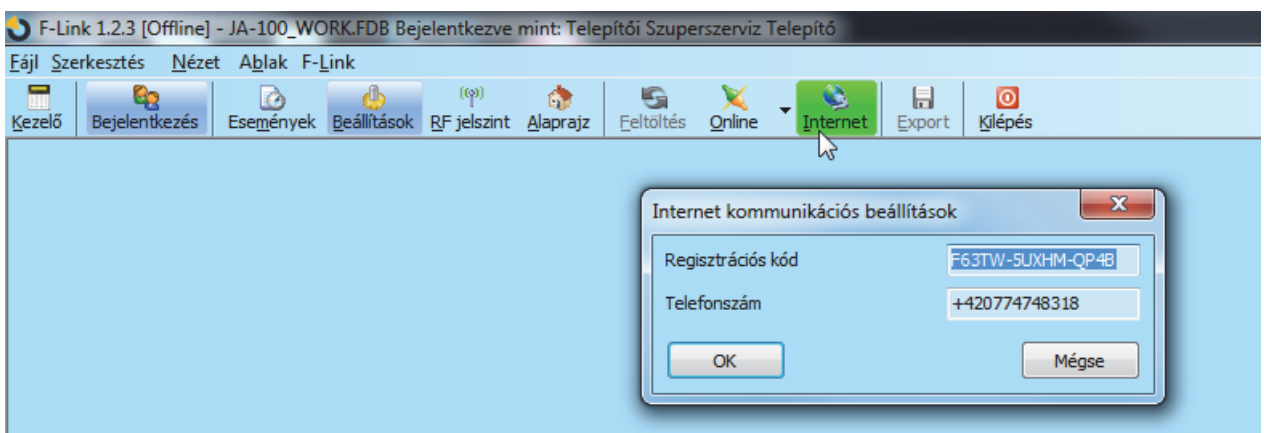 F-Link 1.2.3 [Offline] - JA-100_WORK.FDB Bejelentkezve mint: Telepítői Szuperszerviz Telepítő
Fájl Szerkesztés Nézet Ablak F-Link
Kezelő Bejelentkezés Események Beállítások RF jelszint Alaprajz Feltöltés Online Internet Export Kilépés
Internet kommunikációs beállítások
Regisztrációs kód F63TW-5UXHM-QP4B
Telefonszám +420774748318
OK Mégse